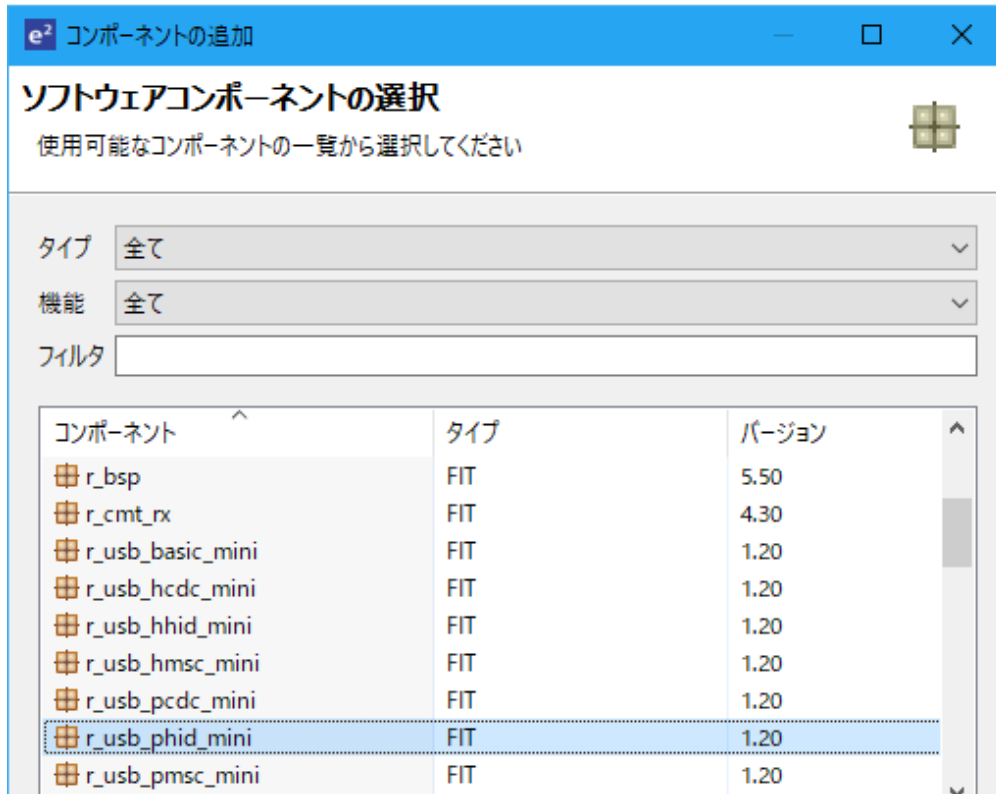 e² コンポーネントの追加
ソフトウェアコンポーネントの選択
使用可能なコンポーネントの一覧から選択してください
タイプ 全て
機能 全て
フィルタ
コンポーネント タイプ バージョン
r_bsp FIT 5.50
r_cmt_rx FIT 4.30
r_usb_basic_mini FIT 1.20
r_usb_hcdc_mini FIT 1.20
r_usb_hhid_mini FIT 1.20
r_usb_hmsc_mini FIT 1.20
r_usb_pcdc_mini FIT 1.20
r_usb_phid_mini FIT 1.20
r_usb_pmsc_mini FIT 1.20